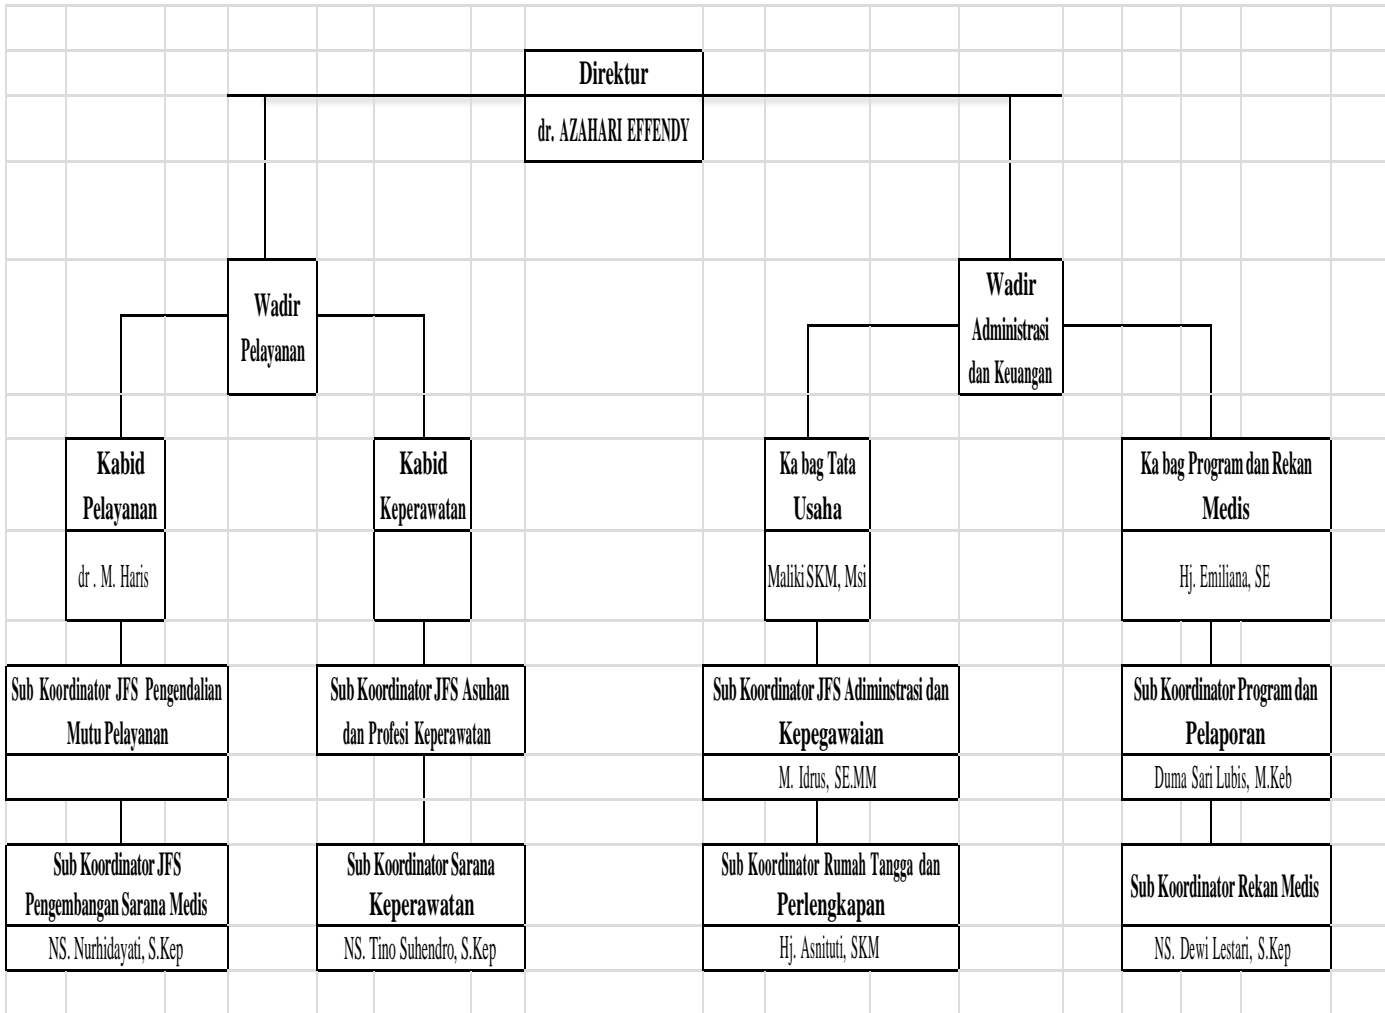 Direktur
dr. AZAHARI EFFENDY
Wadir
Pelayanan
Wadir
Administrasi
dan Keuangan
Kabid
Pelayanan
dr . M. Haris
Kabid
Keperawatan
Ka bag Tata
Usaha
Maliki SKM, Msi
Ka bag Program dan Rekan
Medis
Hj. Emiliana, SE
Sub Koordinator JFS Pengendalian
Mutu Pelayanan
Sub Koordinator JFS Asuhan
dan Profesi Keperawatan
Sub Koordinator JFS Adiminstrasi dan
Kepegawaian
M. Idrus, SE.MM
Sub Koordinator Program dan
Pelaporan
Duma Sari Lubis, M.Keb
Sub Koordinator JFS
Pengembangan Sarana Medis
NS. Nurhidayati, S.Kep
Sub Koordinator Sarana
Keperawatan
NS. Tino Suhendro, S.Kep
Sub Koordinator Rumah Tangga dan
Perlengkapan
Hj. Asnituti, SKM
Sub Koordinator Rekan Medis
NS. Dewi Lestari, S.Kep